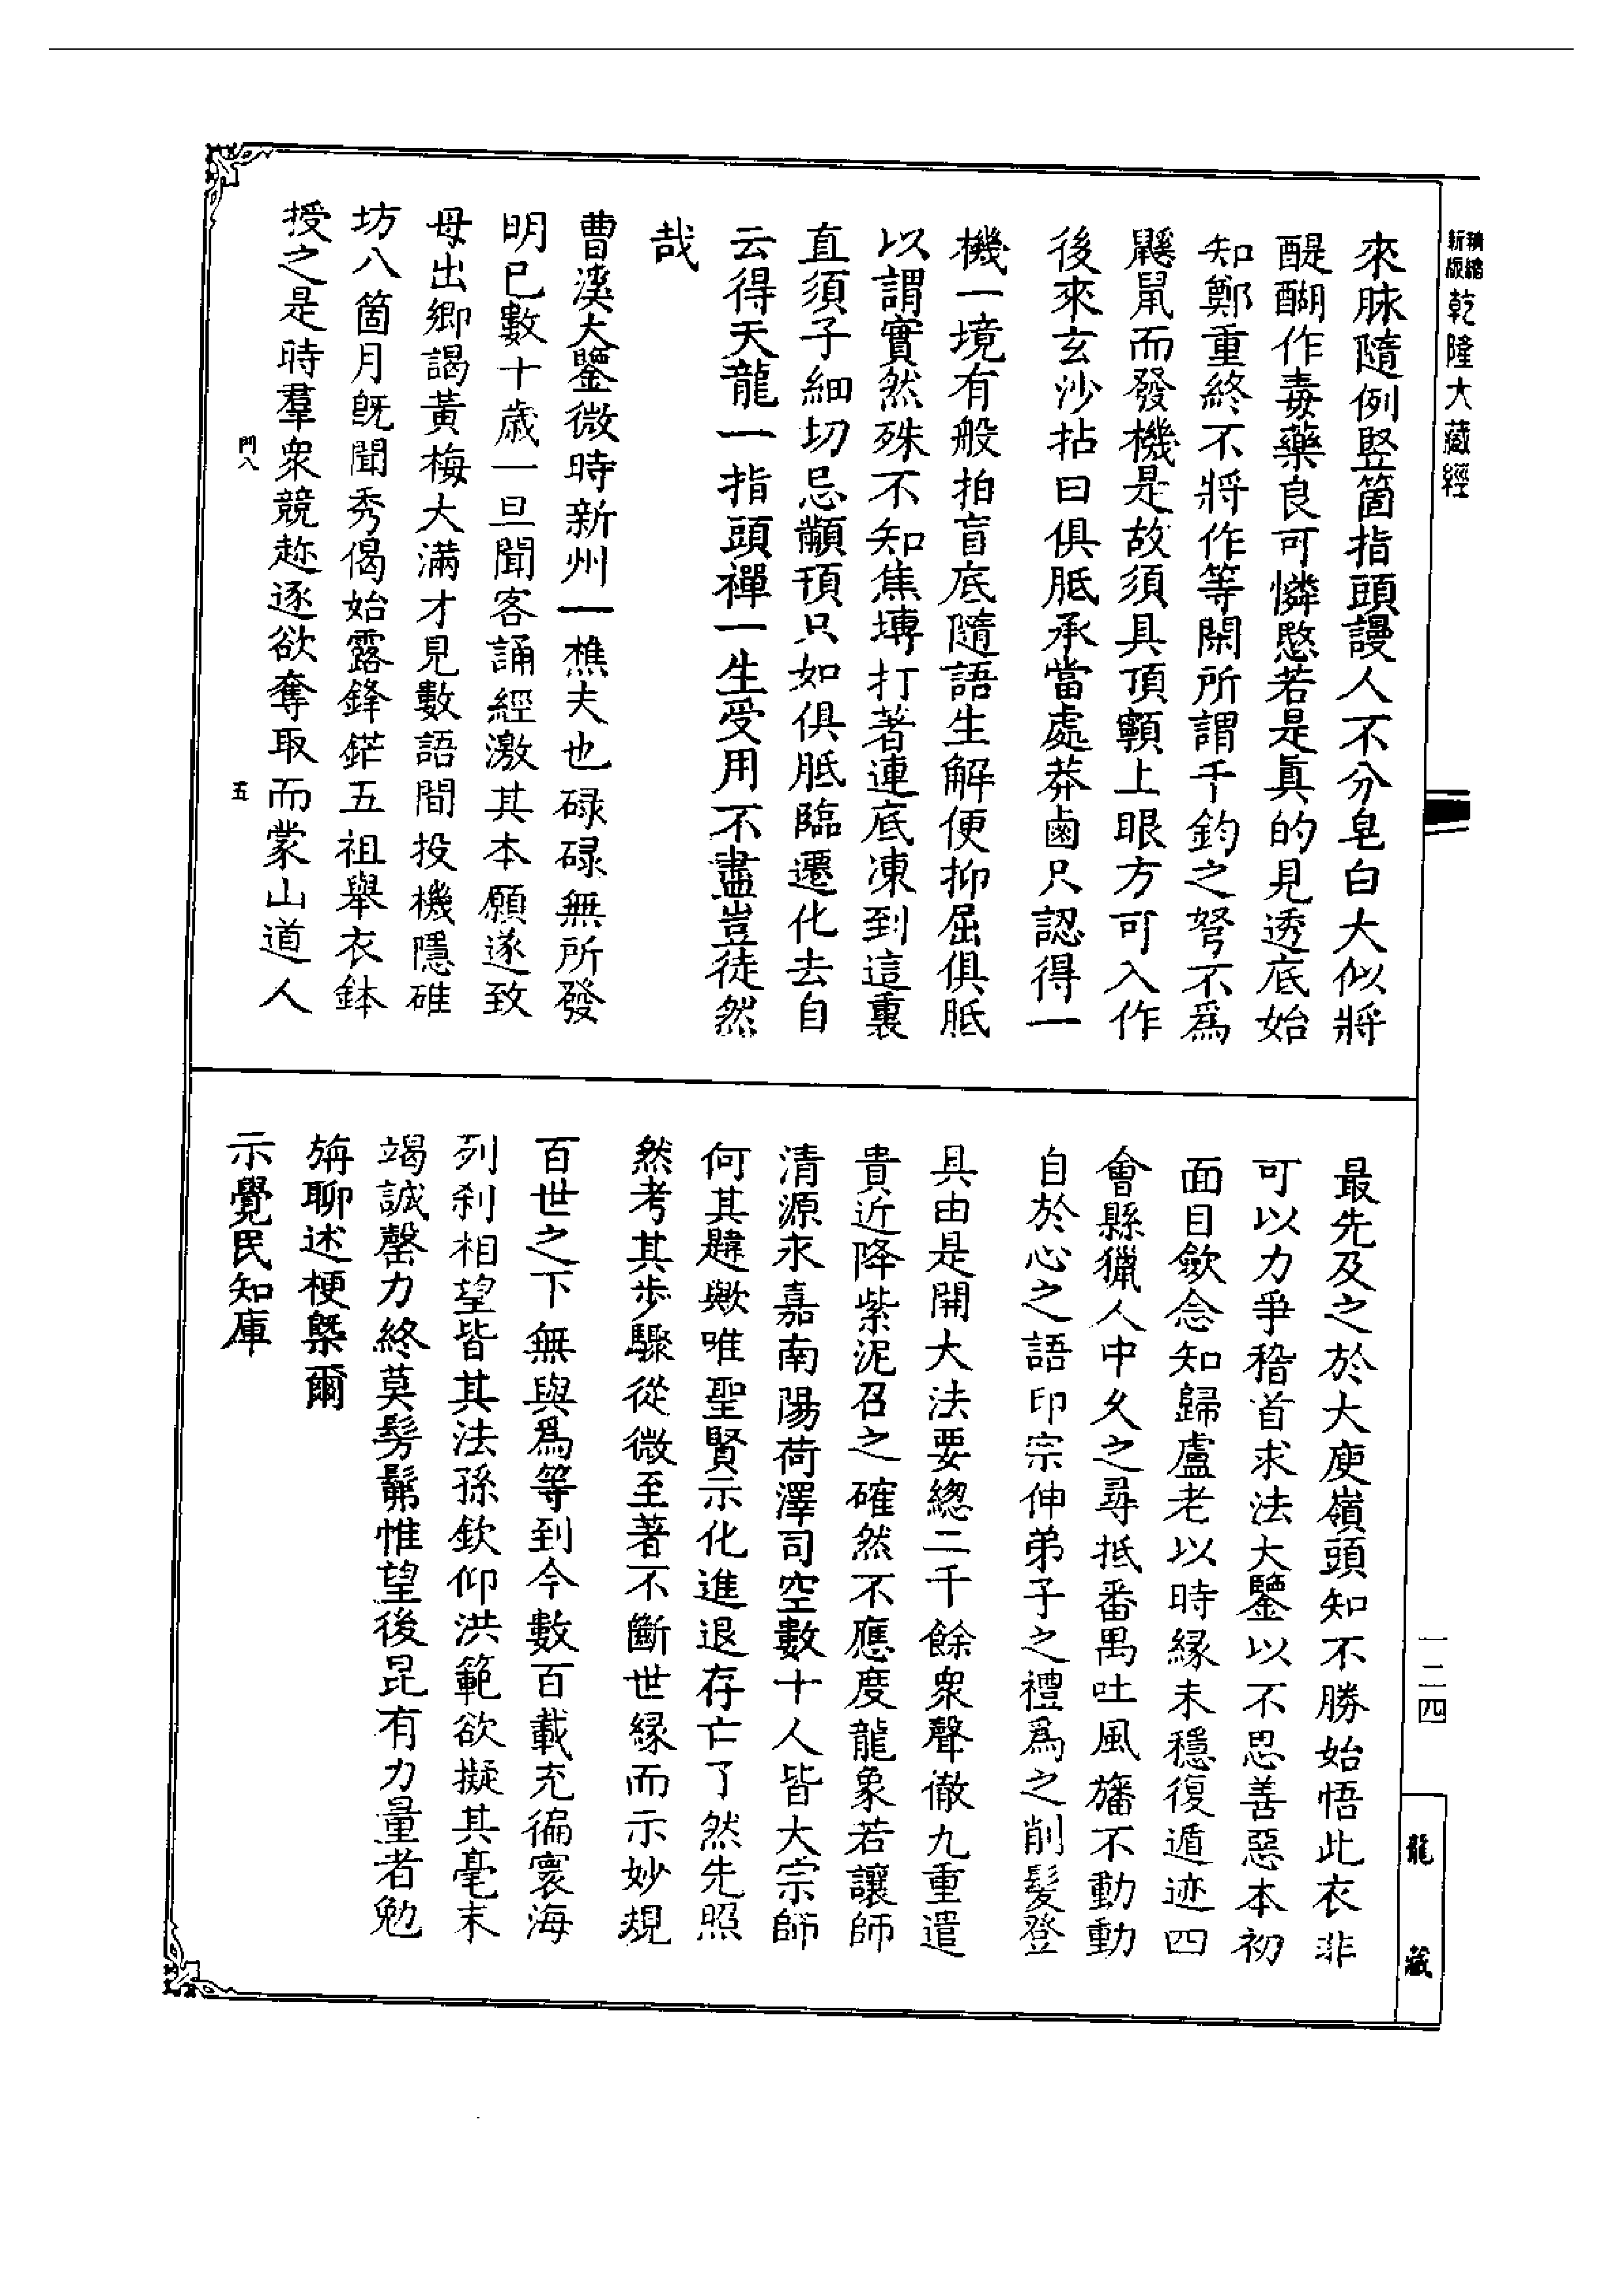 精縮新版乾隆大藏經
來脉隨例竪箇指頭謾人不分皂白大似將
醍醐作毒藥良可憐愍若是眞的見透底始
知鄭重終不將作等閑所謂千鈞之弩不爲
鼷鼠而發機是故須具頂𩕳上眼方可入作
後來玄沙拈曰俱胝承當處莽鹵只認得一
機一境有般拍盲底隨語生解便抑屈俱胝
以謂實然殊不知焦塼打著連底凍到這裏
直須子細切忌顢頇只如俱胝臨遷化去自
云得天龍一指頭禪一生受用不盡豈徒然
哉
曹溪大鑒微時新州一樵夫也碌碌無所發
明已數十歲一旦聞客誦經激其本願遂致
母出鄉謁黃梅大滿才見數語間投機隱碓
坊八箇月旣聞秀偈始露鋒鋩五祖舉衣鉢
授之是時羣衆競趂逐欲奪取而蒙山道人
門八
五
最先及之於大庾嶺頭知不勝始悟此衣非
可以力爭稽首求法大鑒以不思善惡本初
面目歛念知歸盧老以時緣未穩復遁迹四
會縣獵人中久之尋抵番禺吐風旛不動動
自於心之語印宗伸弟子之禮爲之削髮登
具由是開大法要緫二千餘衆聲徹九重遣
貴近降紫泥召之確然不應度龍象若讓師
清源永嘉南陽荷澤司空數十人皆大宗師
何其韙歟唯聖賢示化進退存亡了然先照
然考其步驟從微至著不斷世緣而示妙規
百世之下無與爲等到今數百載充徧寰海
列刹相望皆其法孫欽仰洪範欲擬其毫末
竭誠罄力終莫髣髴惟望後昆有力量者勉
旃聊述梗槩爾
示覺民知庫
一二四
龍藏